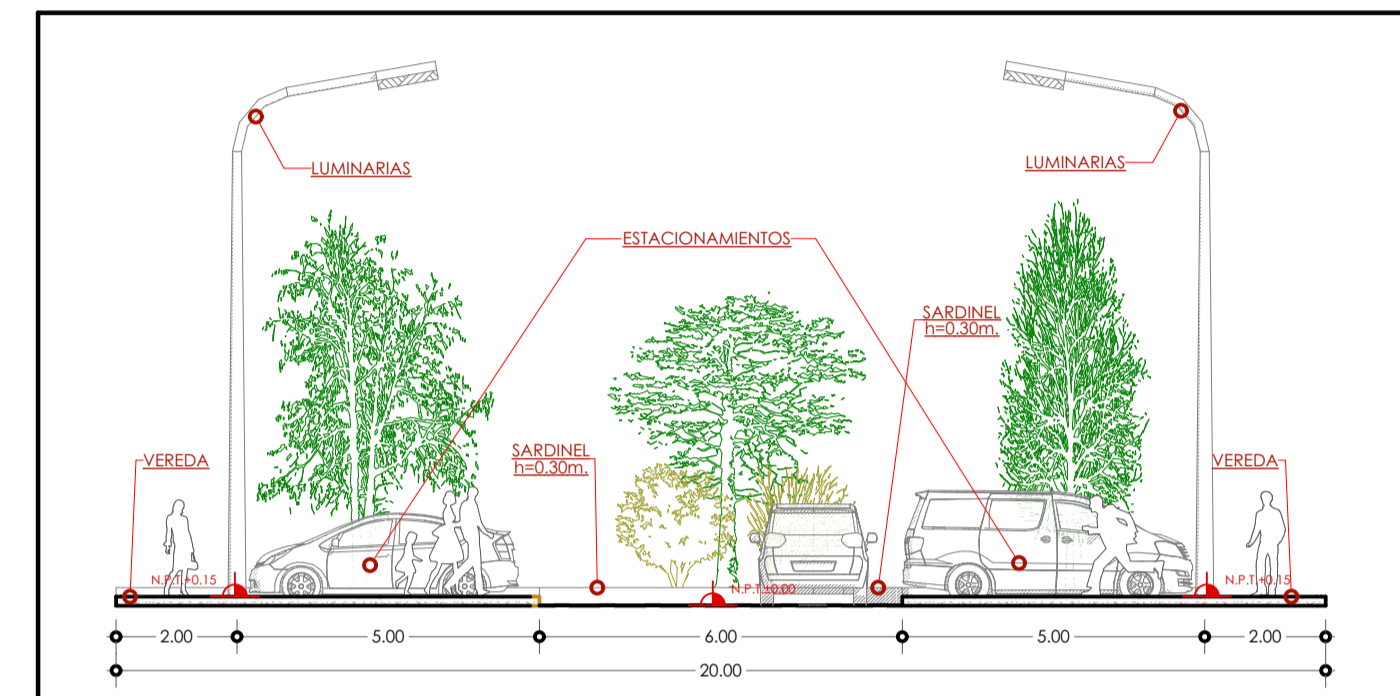 LUMINARIAS
LUMINARIAS
ESTACIONAMIENTOS
SARDINEL
h=0.30m.
SARDINEL
h=0.30m.
VEREDA
VEREDA
N.P.T.+0.15
N.P.T.±0.00
N.P.T.+0.15
2.00
5.00
6.00
5.00
2.00
20.00